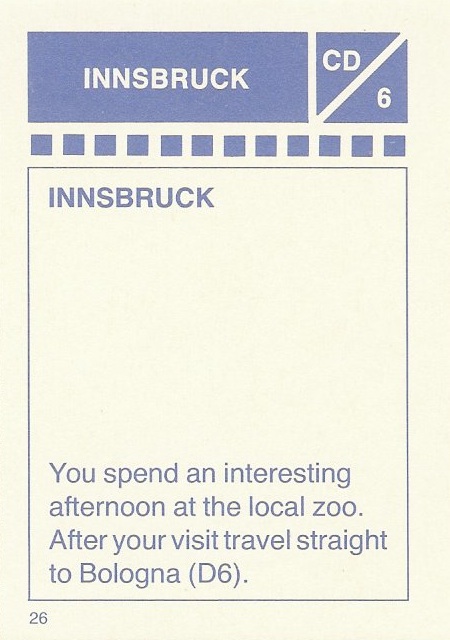 INNSBRUCK
CD
6
INNSBRUCK
You spend an interesting
afternoon at the local zoo.
After your visit travel straight
to Bologna (D6).
26